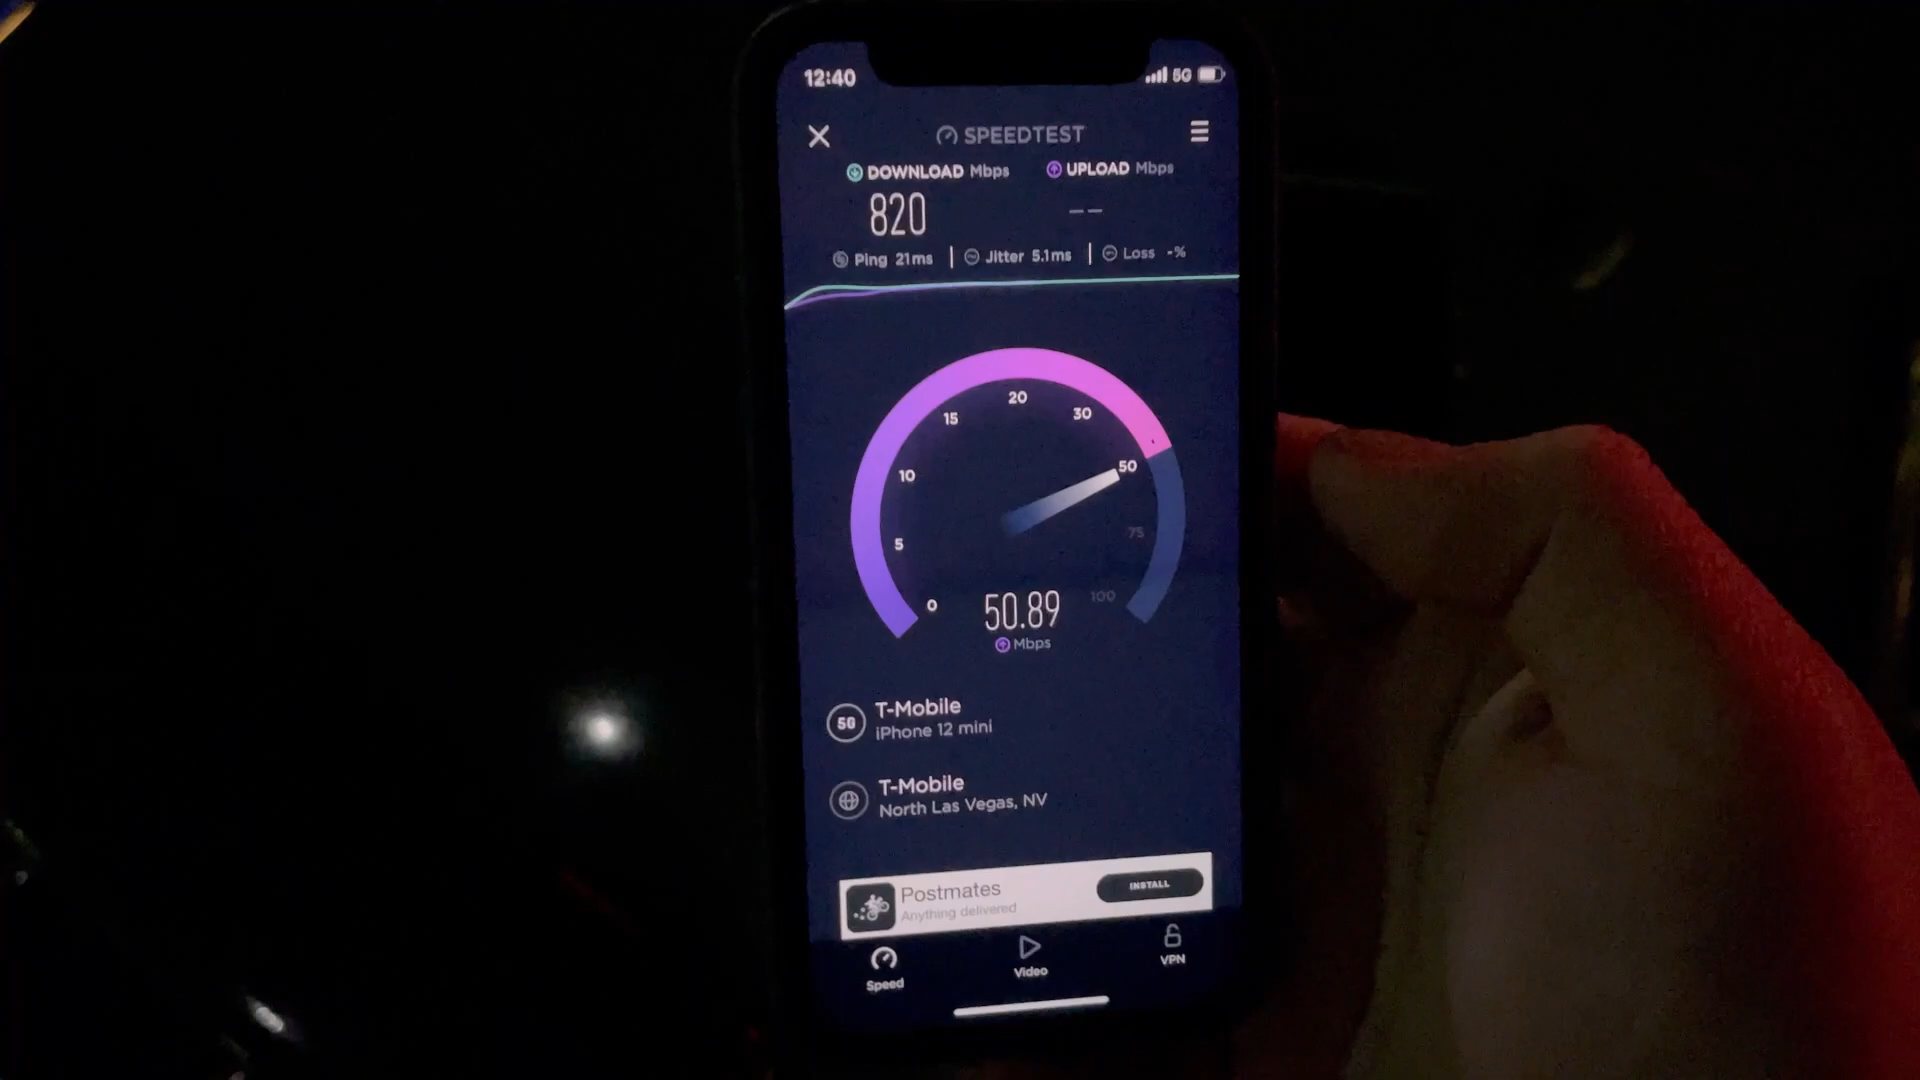 12:40 5G
SPEEDTEST
DOWNLOAD Mbps UPLOAD Mbps
820 --
Ping 21ms | Jitter 5.1ms | Loss -%
0
5
10
15
20
30
50
75
100
50.89
Mbps
5G T-Mobile
iPhone 12 mini
T-Mobile
North Las Vegas, NV
Postmates
Anything delivered
INSTALL
Speed Video VPN